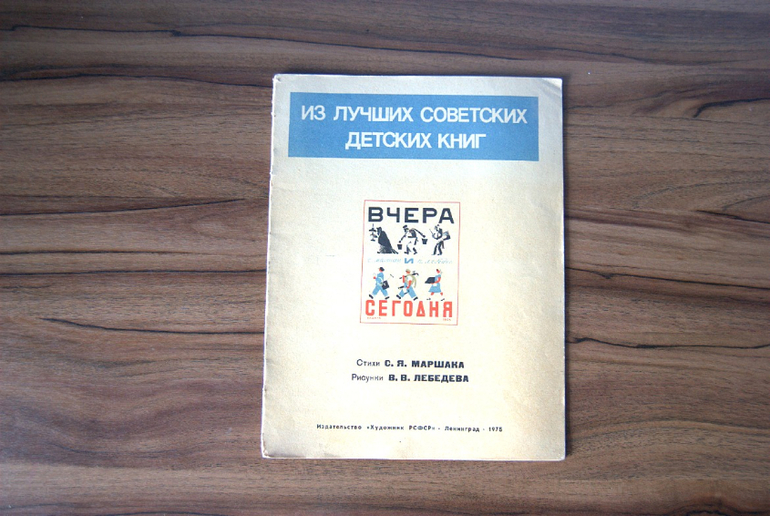 ИЗ ЛУЧШИХ СОВЕТСКИХ
ДЕТСКИХ КНИГ
ВЧЕРА
И
СЕГОДНЯ
Стихи С. Я. МАРШАКА
Рисунки В. В. ЛЕБЕДЕВА
Издательство «Художник РСФСР» · Ленинград · 1975